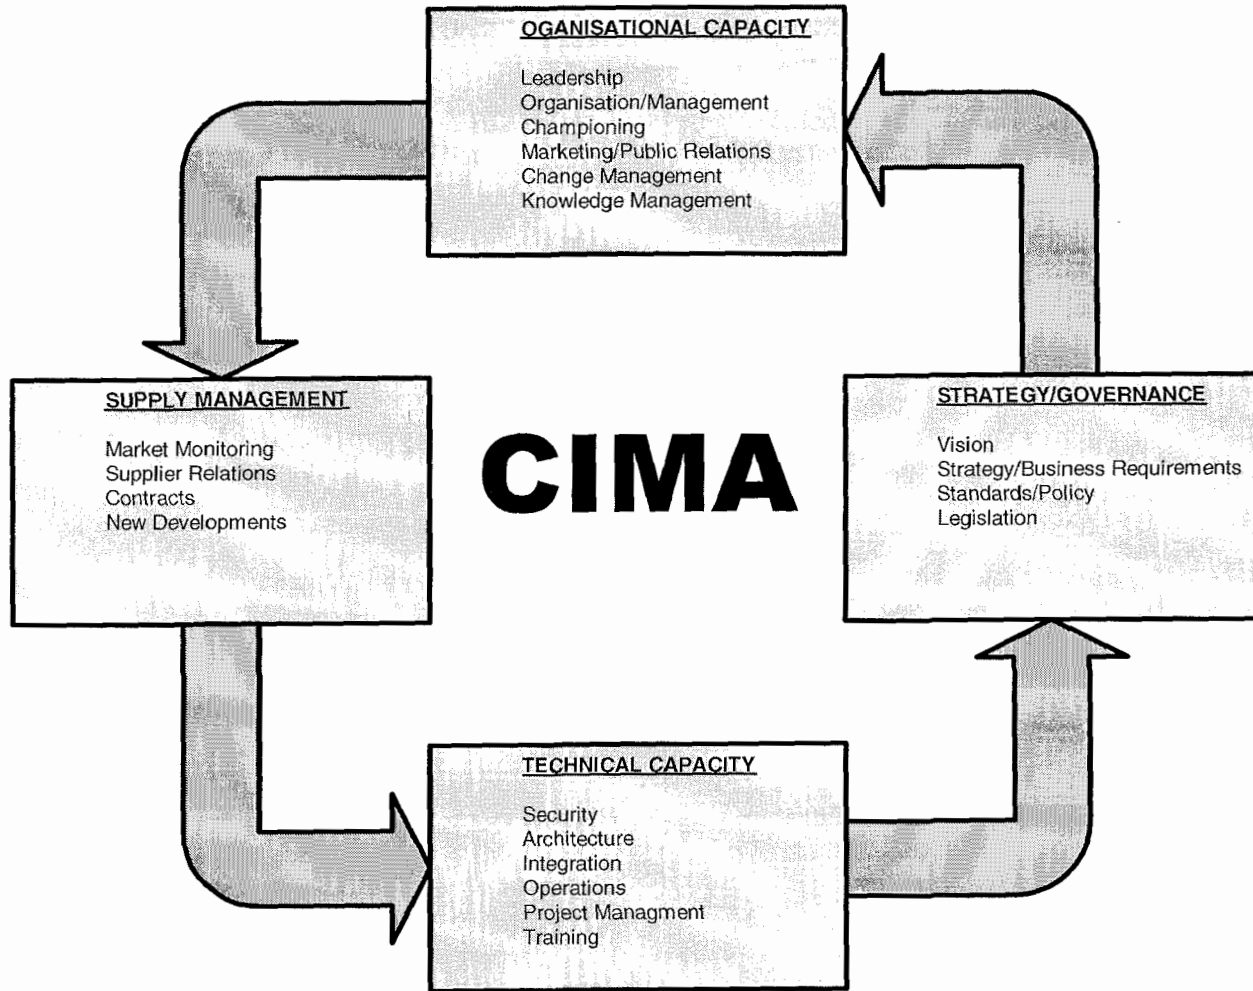 OGANISATIONAL CAPACITY
Leadership
Organisation/Management
Championing
Marketing/Public Relations
Change Management
Knowledge Management
SUPPLY MANAGEMENT
Market Monitoring
Supplier Relations
Contracts
New Developments
CIMA
STRATEGY/GOVERNANCE
Vision
Strategy/Business Requirements
Standards/Policy
Legislation
TECHNICAL CAPACITY
Security
Architecture
Integration
Operations
Project Managment
Training